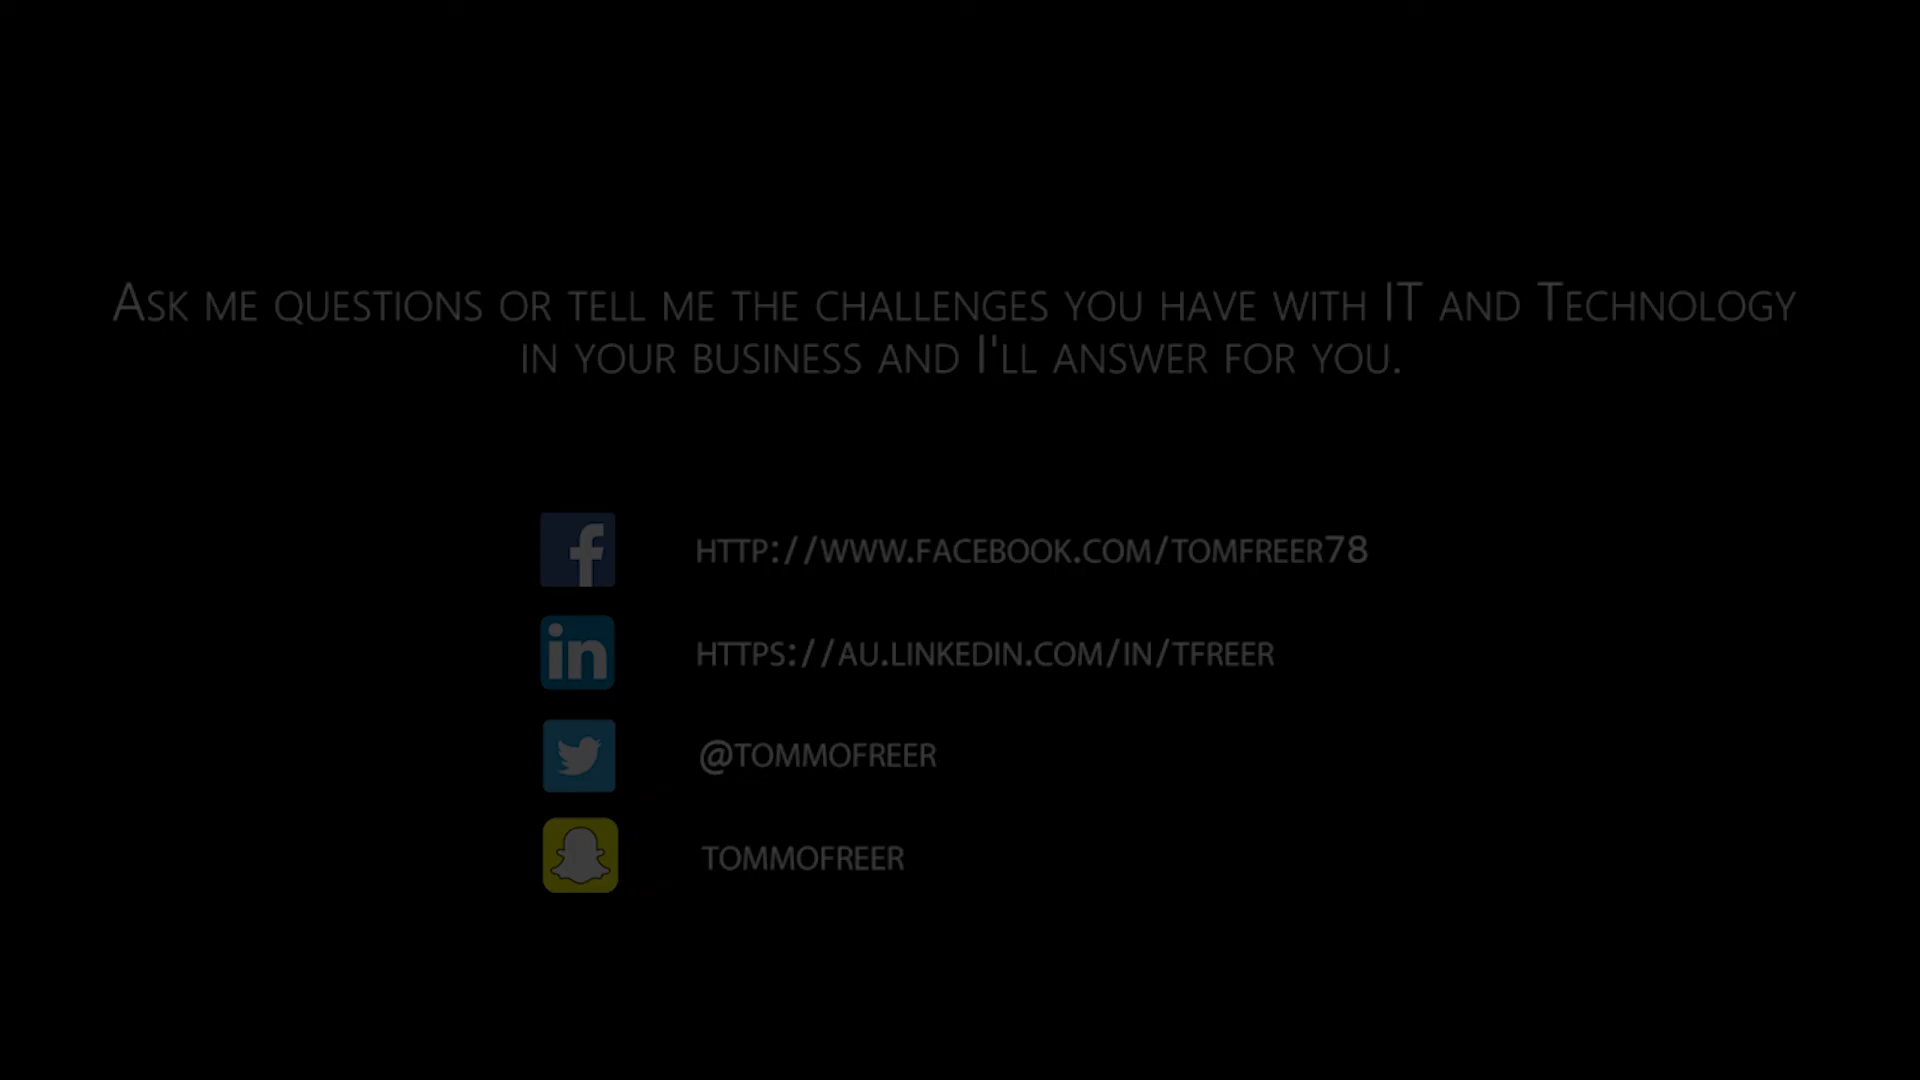 Ask me questions or tell me the challenges you have with IT and Technology
in your business and I'll answer for you.
HTTP://WWW.FACEBOOK.COM/TOMFREER78
HTTPS://AU.LINKEDIN.COM/IN/TFREER
@TOMMOFREER
TOMMOFREER